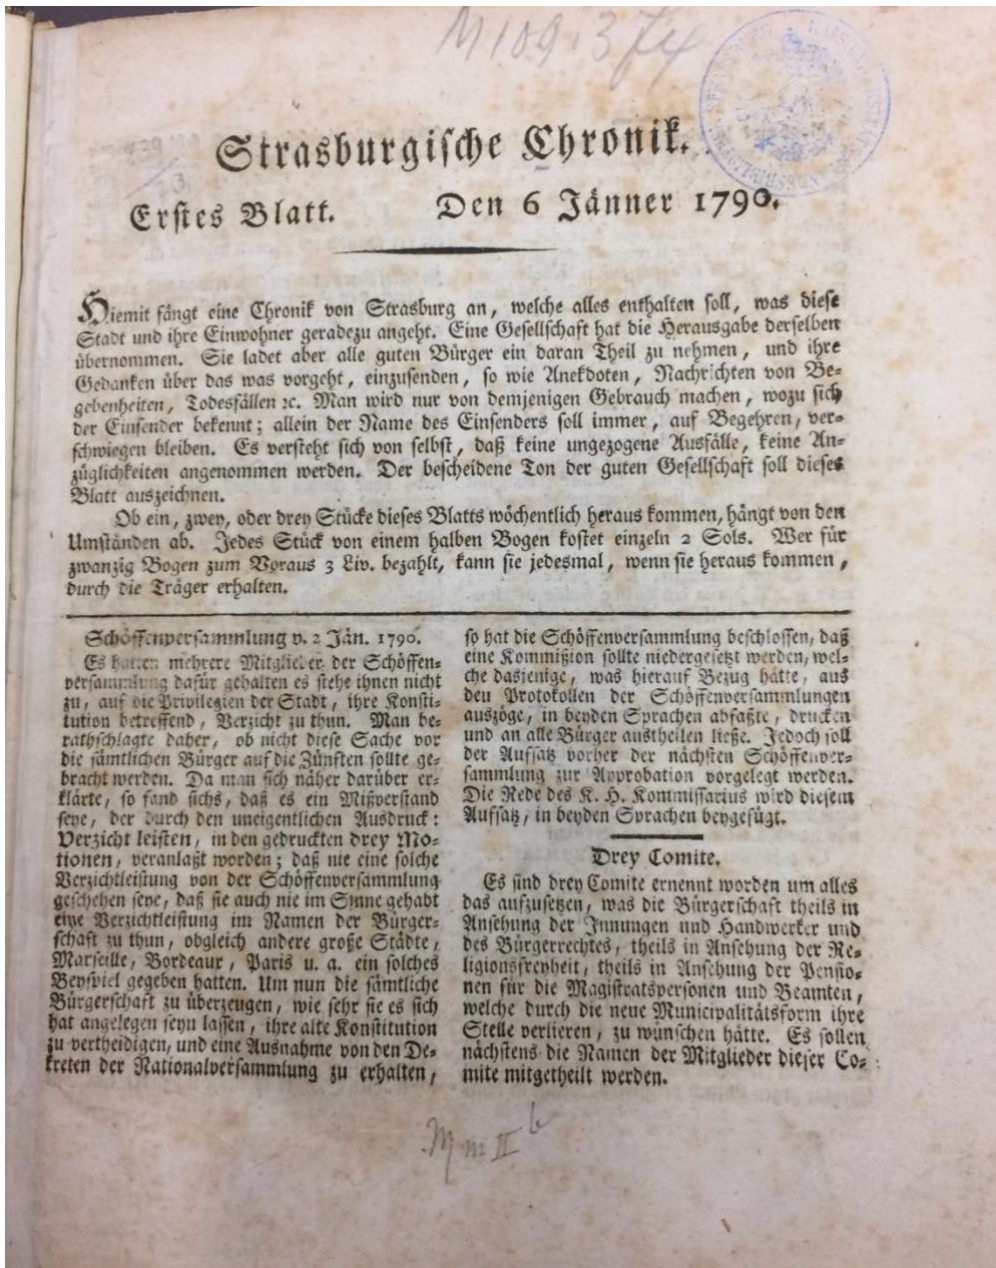 M 109.374
Strasburgische Chronik.
Erstes Blatt. Den 6 Jänner 1790.
Hiemit fängt eine Chronik von Strasburg an, welche alles enthalten soll, was diese
Stadt und ihre Einwohner geradezu angeht. Eine Gesellschaft hat die Herausgabe derselben
übernommen. Sie ladet aber alle guten Bürger ein daran Theil zu nehmen, und ihre
Gedanken über das was vorgeht, einzusenden, so wie Anekdoten, Nachrichten von Be-
gebenheiten, Todesfällen ꝛc. Man wird nur von demjenigen Gebrauch machen, wozu sich
der Einsender bekennt; allein der Name des Einsenders soll immer, auf Begehren, ver-
schwiegen bleiben. Es versteht sich von selbst, daß keine ungezogene Ausfälle, keine An-
züglichkeiten angenommen werden. Der bescheidene Ton der guten Gesellschaft soll dieses
Blatt auszeichnen.
Ob ein, zwey, oder drey Stücke dieses Blatts wöchentlich heraus kommen, hängt von den
Umständen ab. Jedes Stück von einem halben Bogen kostet einzeln 2 Sols. Wer für
zwanzig Bogen zum Voraus 3 Liv. bezahlt, kann sie jedesmal, wenn sie heraus kommen,
durch die Träger erhalten.
Schöffenversammlung v. 2 Jän. 1790.
Es hatten mehrere Mitglieder der Schöffen-
versammlung dafür gehalten es stehe ihnen nicht
zu, auf die Privilegien der Stadt, ihre Konsti-
tution betreffend, Verzicht zu thun. Man be-
rathschlagte daher, ob nicht diese Sache vor
die sämtlichen Bürger auf die Zünften sollte ge-
bracht werden. Da man sich näher darüber er-
klärte, so fand sichs, daß es ein Mißverstand
seye, der durch den uneigentlichen Ausdruck:
Verzicht leisten, in den gedruckten drey Mo-
tionen, veranlaßt worden; daß nie eine solche
Verzichtleistung von der Schöffenversammlung
geschehen seye, daß sie auch nie im Sinne gehabt
eine Verzichtleistung im Namen der Bürger-
schaft zu thun, obgleich andere große Städte,
Marseille, Bordeaux, Paris u. a. ein solches
Beyspiel gegeben hatten. Um nun die sämtliche
Bürgerschaft zu überzeugen, wie sehr sie es sich
hat angelegen seyn lassen, ihre alte Konstitution
zu vertheidigen, und eine Ausnahme von den De-
kreten der Nationalversammlung zu erhalten,
so hat die Schöffenversammlung beschlossen, daß
eine Kommißion sollte niedergesetzt werden, wel-
che dasjenige, was hierauf Bezug hätte, aus
den Protokollen der Schöffenversammlungen
auszöge, in beyden Sprachen abfaßte, drucken
und an alle Bürger austheilen ließe. Jedoch soll
der Aufsatz vorher der nächsten Schöffenver-
sammlung zur Approbation vorgelegt werden.
Die Rede des K. H. Kommissarius wird diesem
Aufsatz, in beyden Sprachen beygefügt.
Drey Comite.
Es sind drey Comite ernennt worden um alles
das aufzusetzen, was die Bürgerschaft theils in
Ansehung der Innungen und Handwerker und
des Bürgerrechtes, theils in Ansehung der Re-
ligionsfreyheit, theils in Ansehung der Pensio-
nen für die Magistratspersonen und Beamten,
welche durch die neue Municipalitätsform ihre
Stelle verlieren, zu wünschen hätte. Es sollen
nächstens die Namen der Mitglieder dieser Co-
mite mitgetheilt werden.
M m II b